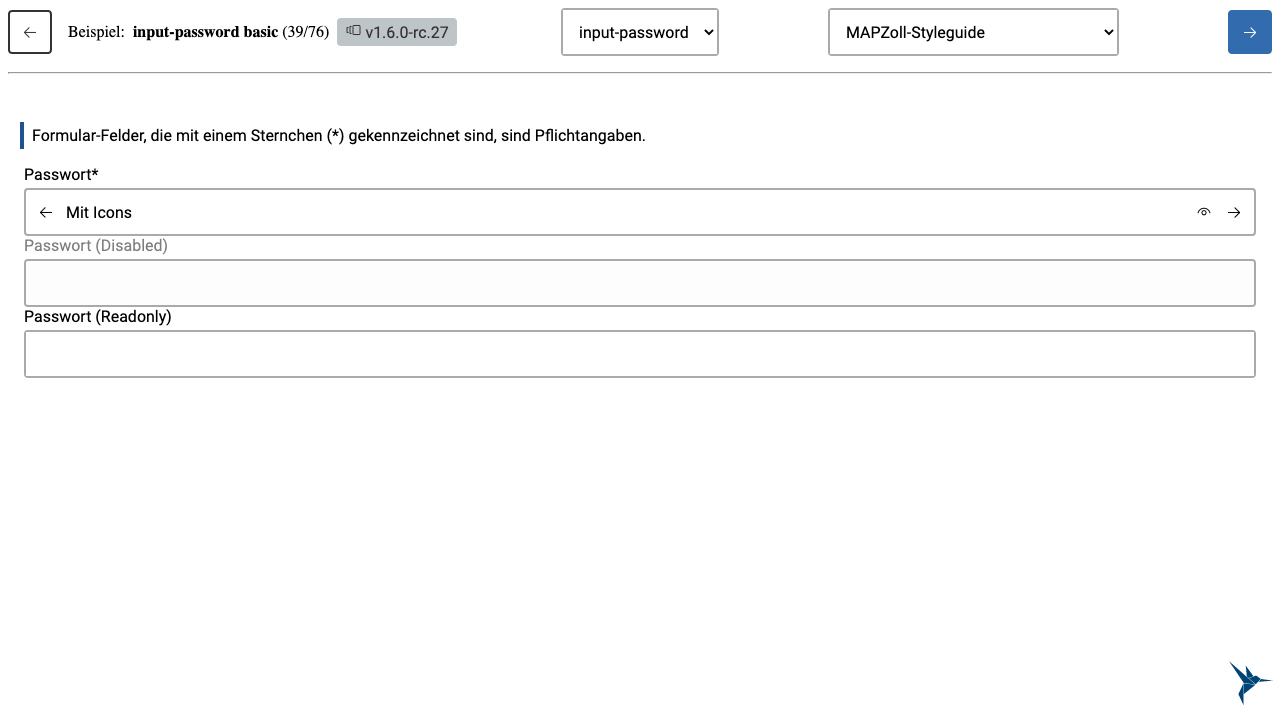 Beispiel: input-password basic (39/76) v1.6.0-rc.27 input-password MAPZoll-Styleguide
Formular-Felder, die mit einem Sternchen (*) gekennzeichnet sind, sind Pflichtangaben.
Passwort*
Mit Icons
Passwort (Disabled)
Passwort (Readonly)